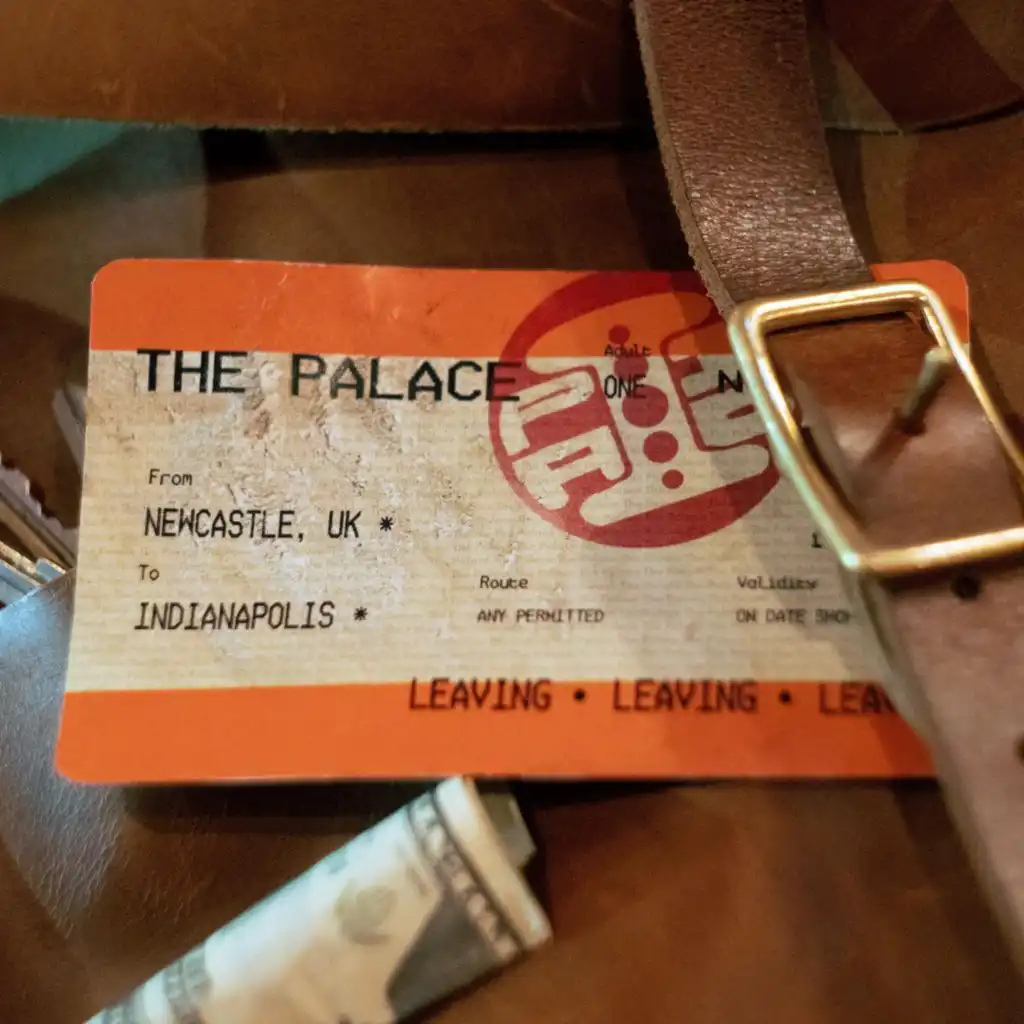 Adult
THE PALACE ONE
From
NEWCASTLE, UK *
To
Route Validity
INDIANAPOLIS * ANY PERMITTED ON DATE
LEAVING • LEAVING •